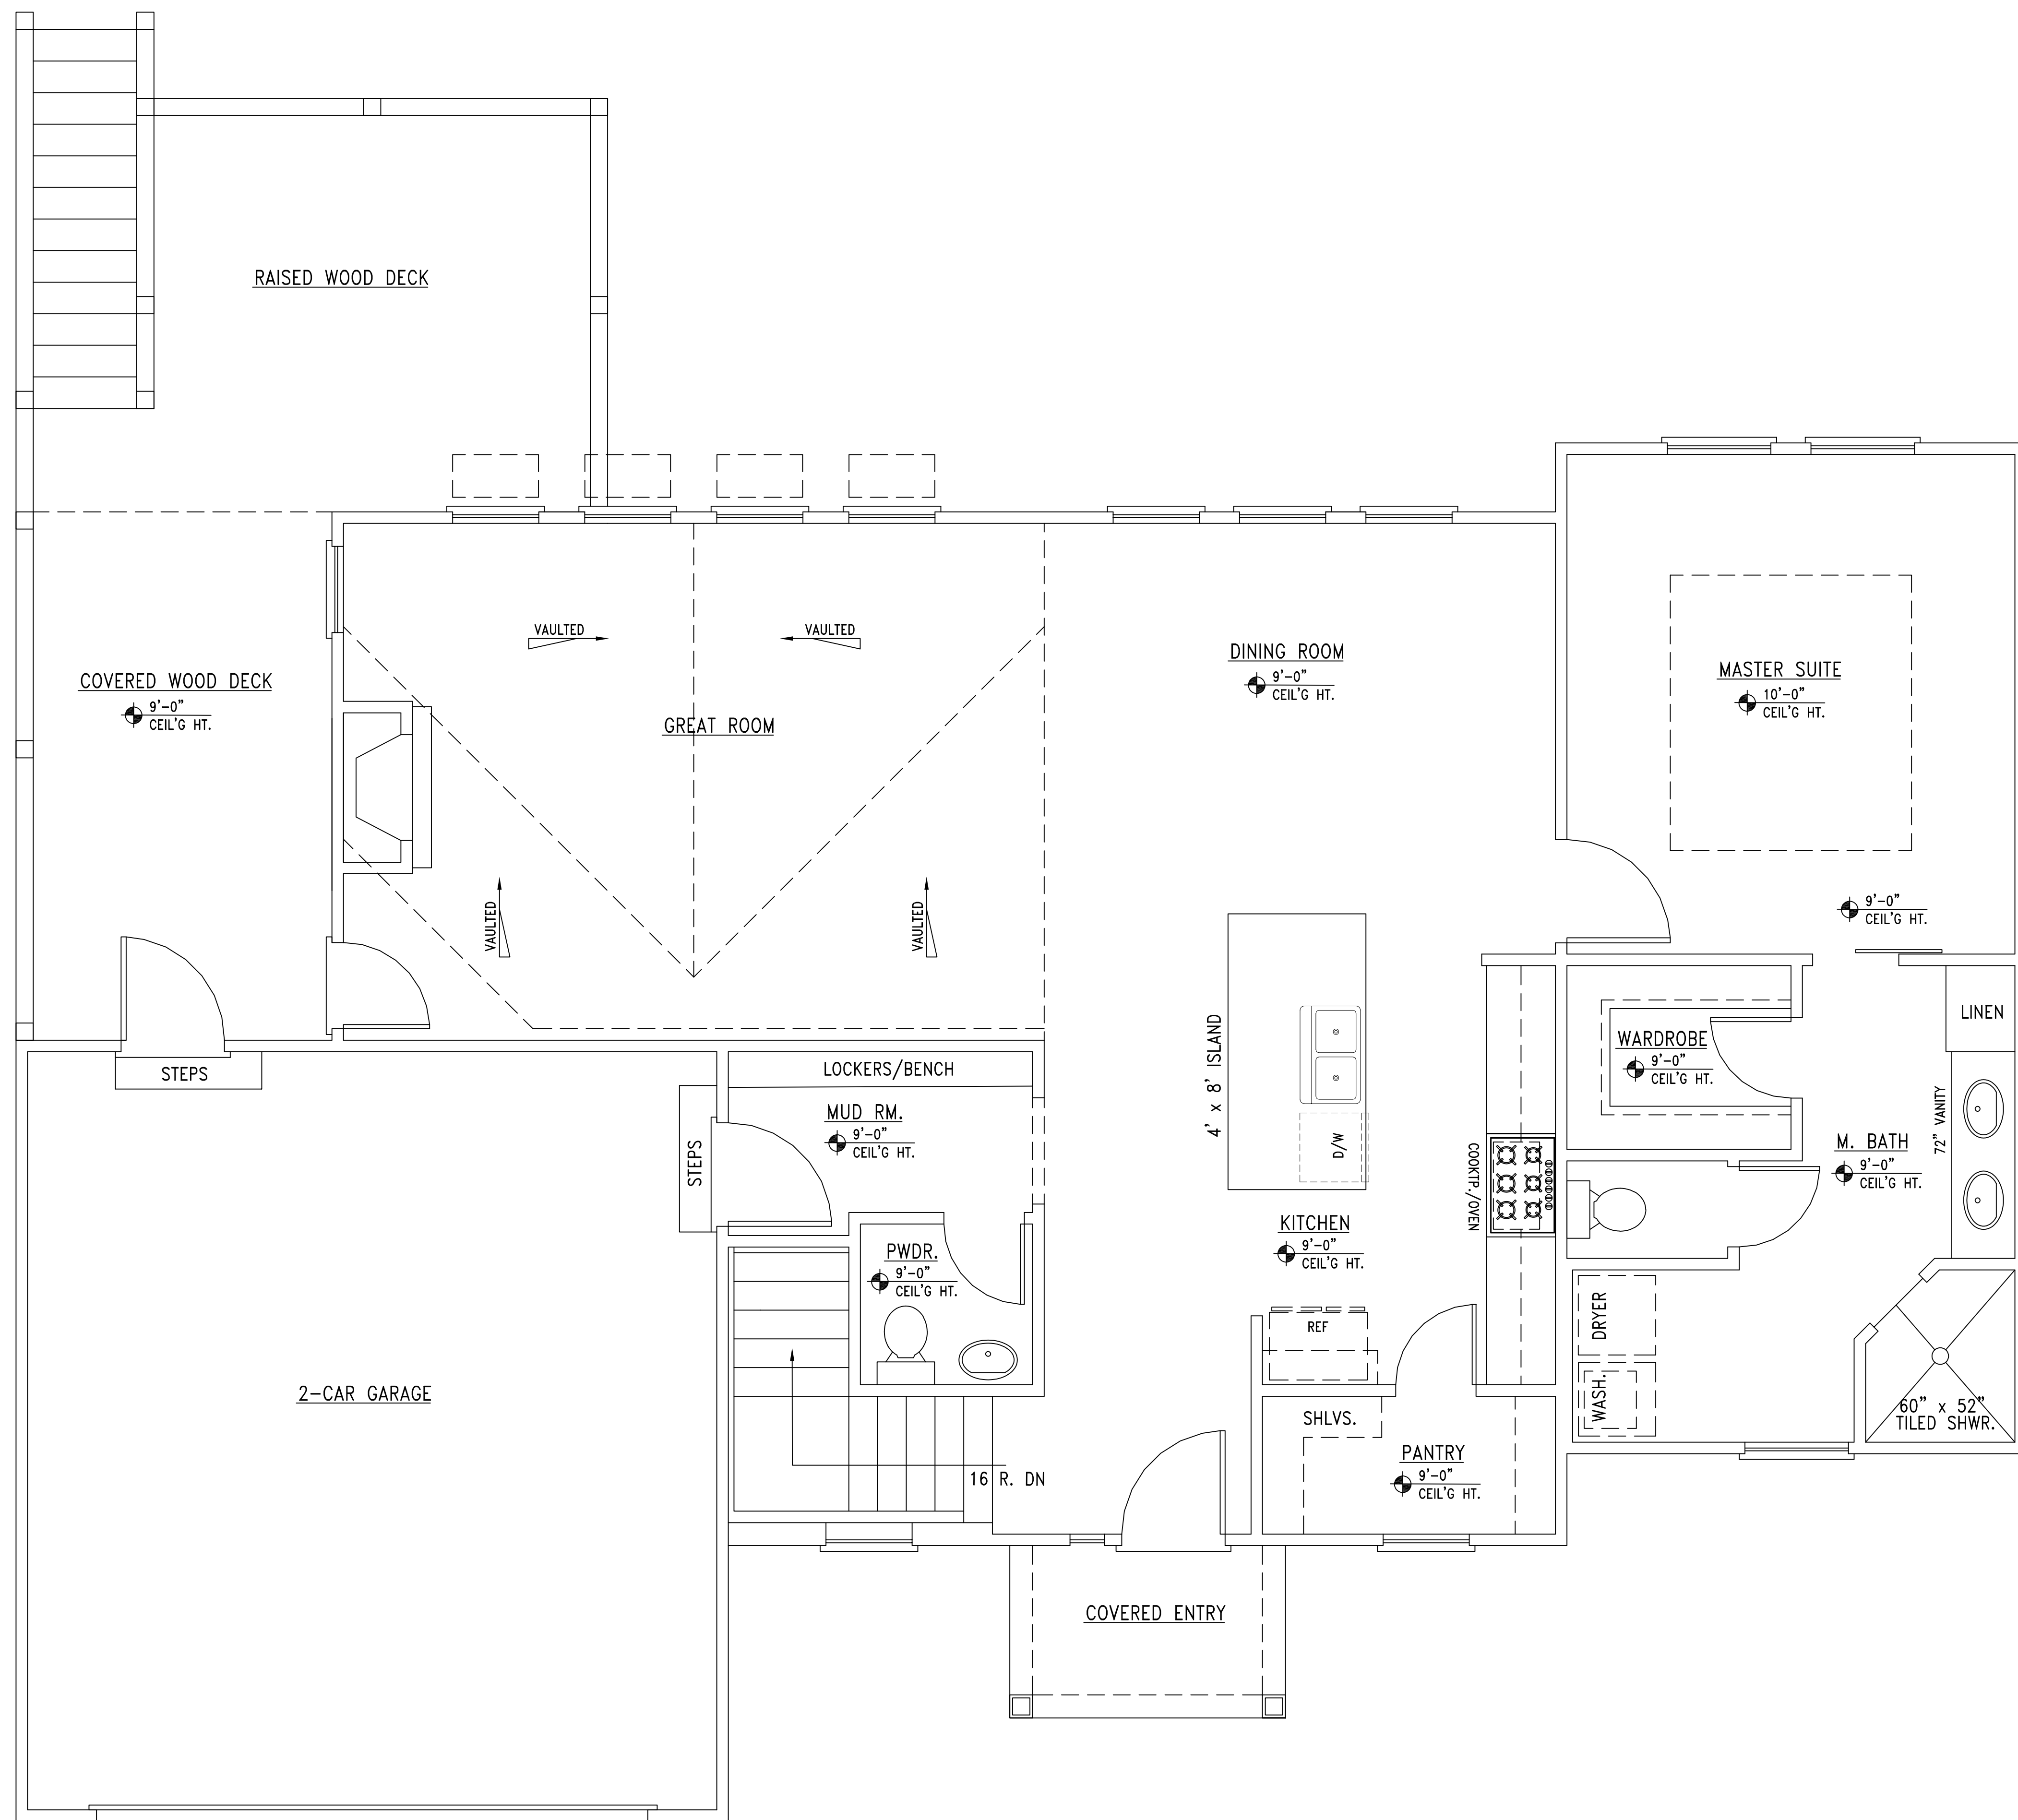 RAISED WOOD DECK
VAULTED
VAULTED
COVERED WOOD DECK
9'-0"
CEIL'G HT.
GREAT ROOM
VAULTED
VAULTED
DINING ROOM
9'-0"
CEIL'G HT.
MASTER SUITE
10'-0"
CEIL'G HT.
9'-0"
CEIL'G HT.
STEPS
LOCKERS/BENCH
MUD RM.
9'-0"
CEIL'G HT.
STEPS
4' x 8' ISLAND
D/W
COOKTP./OVEN
KITCHEN
9'-0"
CEIL'G HT.
WARDROBE
9'-0"
CEIL'G HT.
LINEN
72" VANITY
M. BATH
9'-0"
CEIL'G HT.
PWDR.
9'-0"
CEIL'G HT.
REF
DRYER
WASH.
60" x 52"
TILED SHWR.
2-CAR GARAGE
16 R. DN
SHLVS.
PANTRY
9'-0"
CEIL'G HT.
COVERED ENTRY